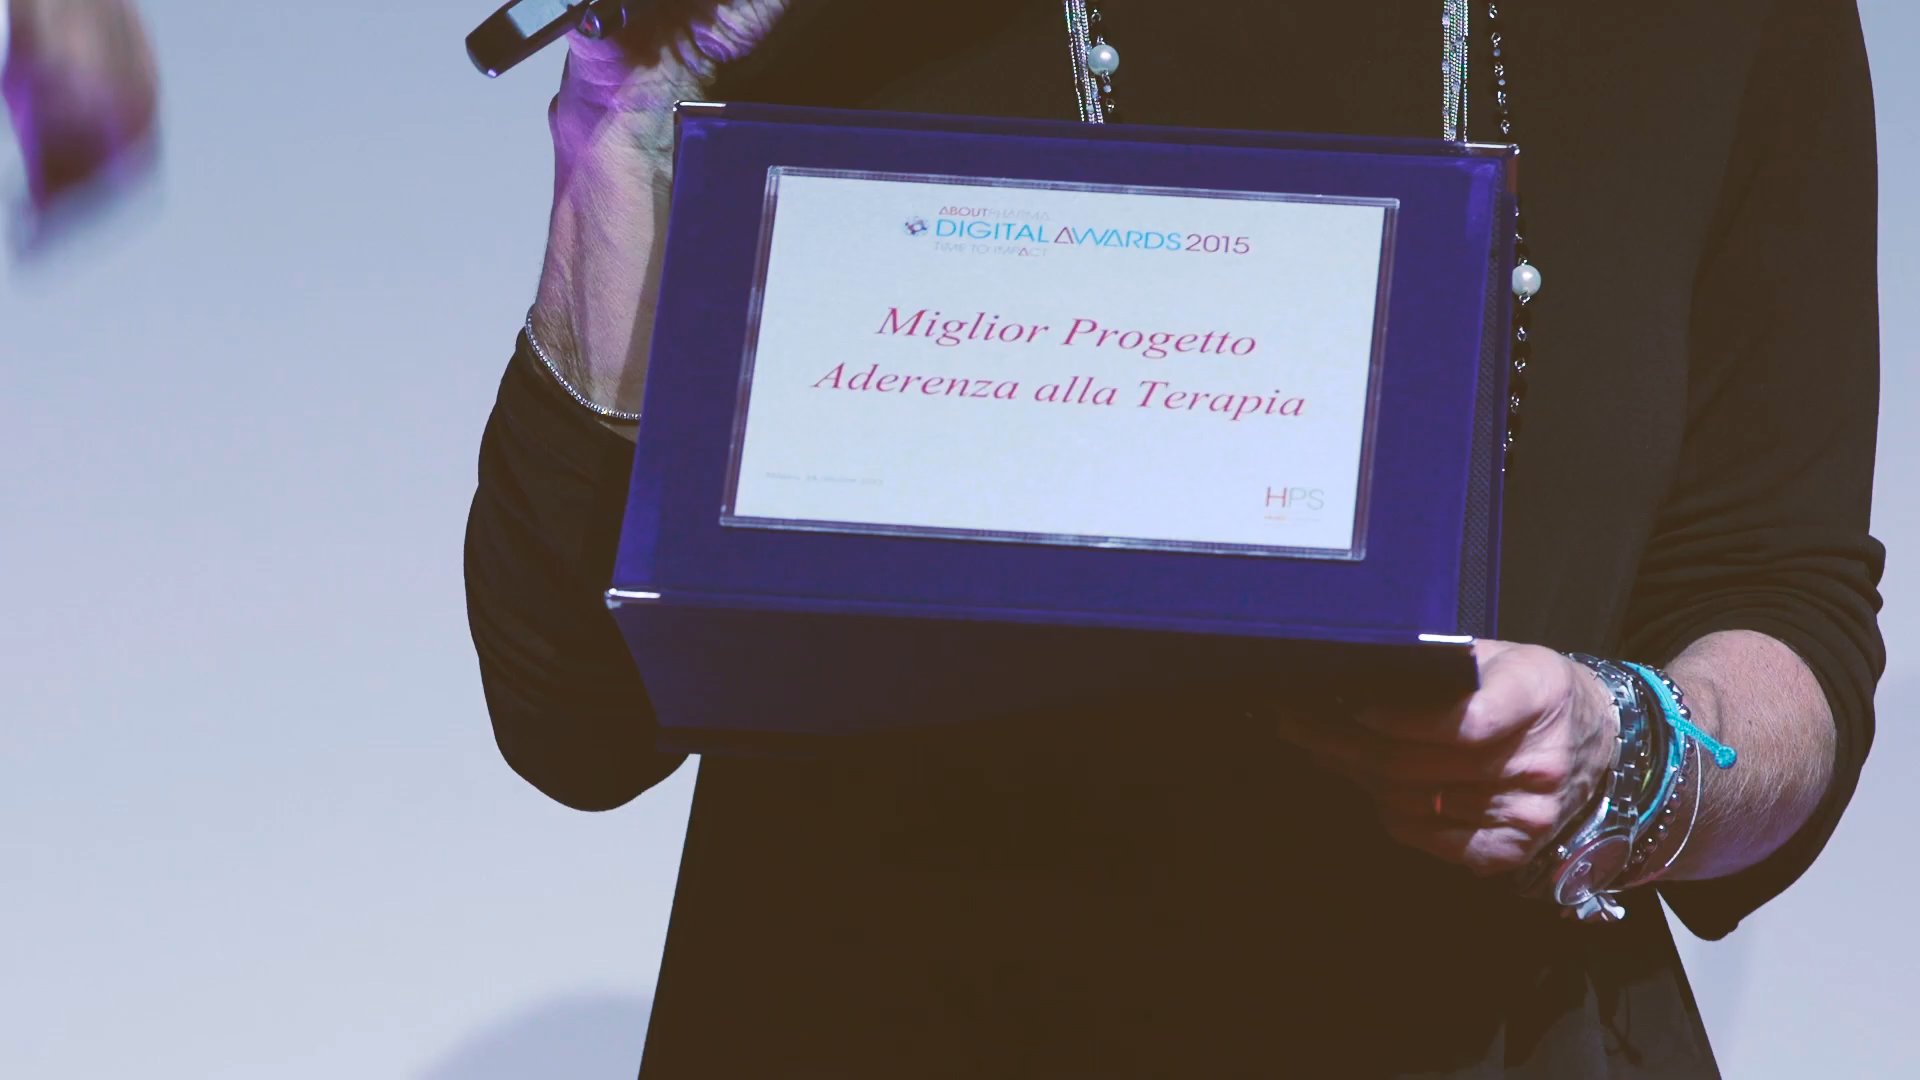 ABOUTPHARMA
DIGITAL AWARDS 2015
TIME TO IMPACT
Miglior Progetto
Aderenza alla Terapia
HPS